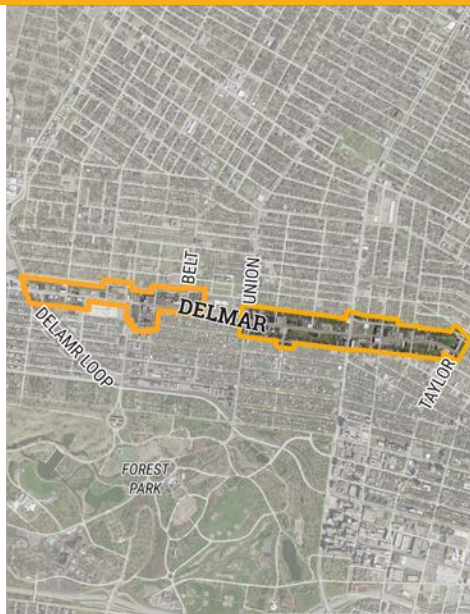 BELT
UNION
DELMAR
DELAMR LOOP
TAYLOR
FOREST
PARK